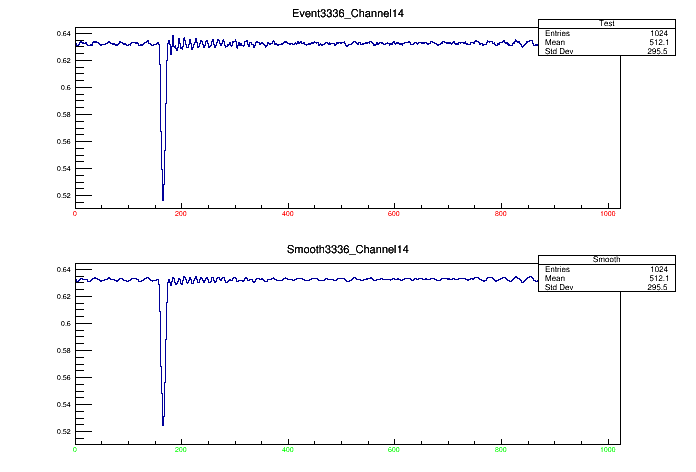 Event3336_Channel14
Test
Entries 1024
Mean 512.1
Std Dev 295.5
0.64
0.62
0.6
0.58
0.56
0.54
0.52
0 200 400 600 800 1000
Smooth3336_Channel14
Smooth
Entries 1024
Mean 512.1
Std Dev 295.5
0.64
0.62
0.6
0.58
0.56
0.54
0.52
0 200 400 600 800 1000